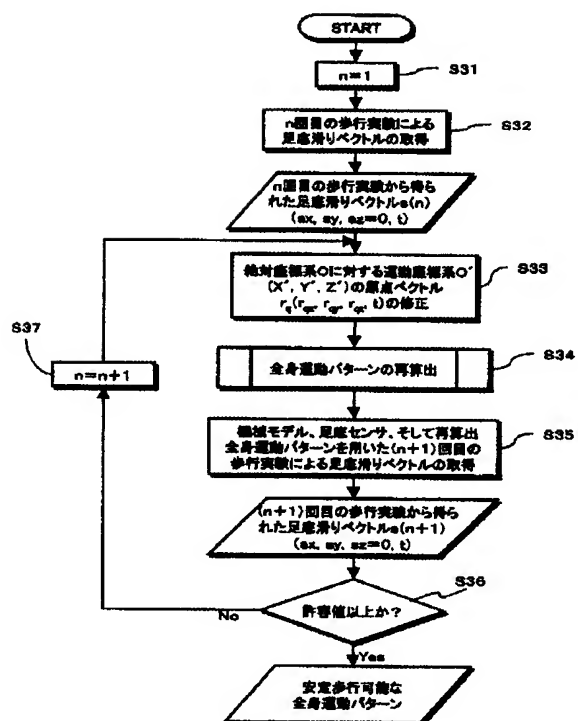 START
n=1
S31
n回目の歩行実験による
足底滑りベクトルの取得
S32
n回目の歩行実験から得ら
れた足底滑りベクトルs(n)
(sx, sy, sz=0, t)
絶対座標系Oに対する運動座標系O'
(X', Y', Z')の原点ベクトル
rq(rqx, rqy, rqz, t)の修正
S33
S37
n=n+1
全身運動パターンの再算出
S34
機械モデル、足底センサ、そして再算出
全身運動パターンを用いた(n+1)回目の
歩行実験による足底滑りベクトルの取得
S35
(n+1)回目の歩行実験から得ら
れた足底滑りベクトルs(n+1)
(sx, sy, sz=0, t)
S36
許容値以上か?
No
Yes
安定歩行可能な
全身運動パターン